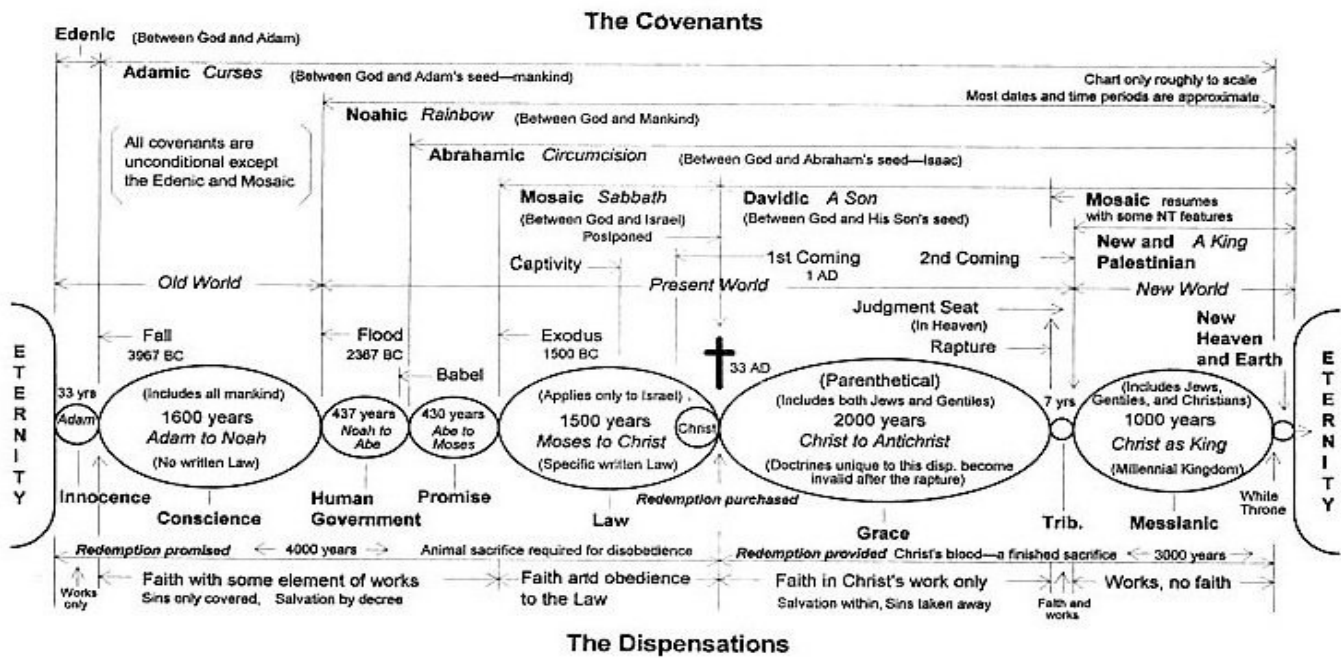 The Covenants
Edenic (Between God and Adam)
Adamic Curses (Between God and Adam's seed—mankind)
Chart only roughly to scale
Most dates and time periods are approximate
Noahic Rainbow (Between God and Mankind)
All covenants are
unconditional except
the Edenic and Mosaic
Abrahamic Circumcision (Between God and Abraham's seed—Isaac)
Mosaic Sabbath
(Between God and Israel)
Postponed
Davidic A Son
(Between God and His Son's seed)
Mosaic resumes
with some NT features
New and A King
Palestinian
Captivity
1st Coming
1 AD
2nd Coming
Old World
Present World
New World
Judgment Seat
(In Heaven)
Rapture
New
Heaven
and Earth
ETERNITY
Fall
3967 BC
Flood
2367 BC
Babel
Exodus
1500 BC
33 AD
ETERNITY
33 yrs
Adam
(Includes all mankind)
1600 years
Adam to Noah
(No written Law)
437 years
Noah to
Abe
430 years
Abe to
Moses
(Applies only to Israel)
1500 years
Moses to Christ
(Specific written Law)
Christ
(Parenthetical)
(Includes both Jews and Gentiles)
2000 years
Christ to Antichrist
(Doctrines unique to this disp. become
invalid after the rapture)
7 yrs
(Includes Jews,
Gentiles, and Christians)
1000 years
Christ as King
(Millennial Kingdom)
Innocence
Conscience
Human
Government
Promise
Law
Redemption purchased
Grace
Trib.
Messianic
While
Throne
Redemption promised
4000 years
Animal sacrifice required for disobedience
Redemption provided Christ's blood—a finished sacrifice
3000 years
Works
only
Faith with some element of works
Sins only covered, Salvation by decree
Faith and obedience
to the Law
Faith in Christ's work only
Salvation within, Sins taken away
Faith and
works
Works, no faith
The Dispensations